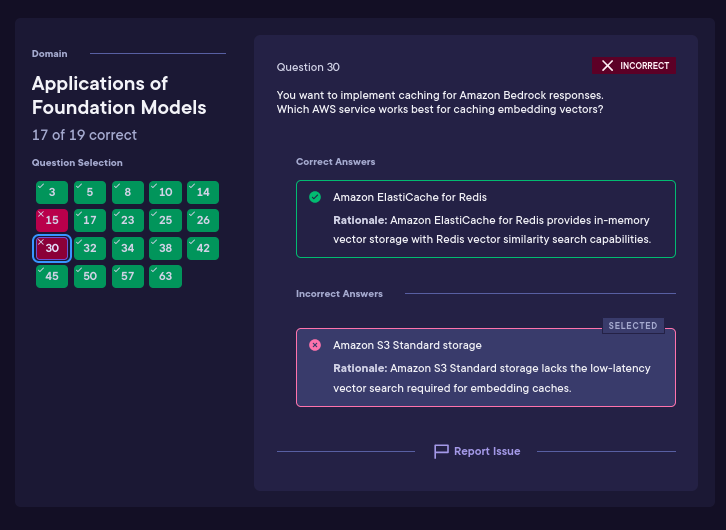 Domain
Applications of
Foundation Models
17 of 19 correct
Question Selection
3
5
8
10
14
15
17
23
25
26
30
32
34
38
42
45
50
57
63
Question 30
INCORRECT
You want to implement caching for Amazon Bedrock responses.
Which AWS service works best for caching embedding vectors?
Correct Answers
Amazon ElastiCache for Redis
Rationale: Amazon ElastiCache for Redis provides in-memory
vector storage with Redis vector similarity search capabilities.
Incorrect Answers
SELECTED
Amazon S3 Standard storage
Rationale: Amazon S3 Standard storage lacks the low-latency
vector search required for embedding caches.
Report Issue